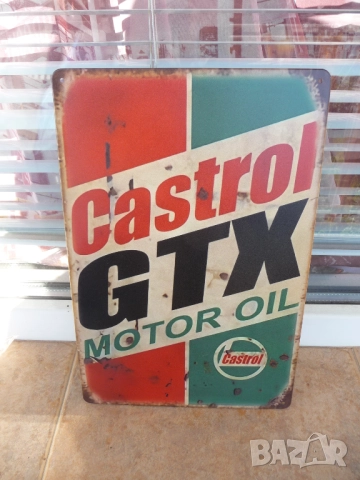 Castrol
GTX
MOTOR OIL
Castrol
BAZAR